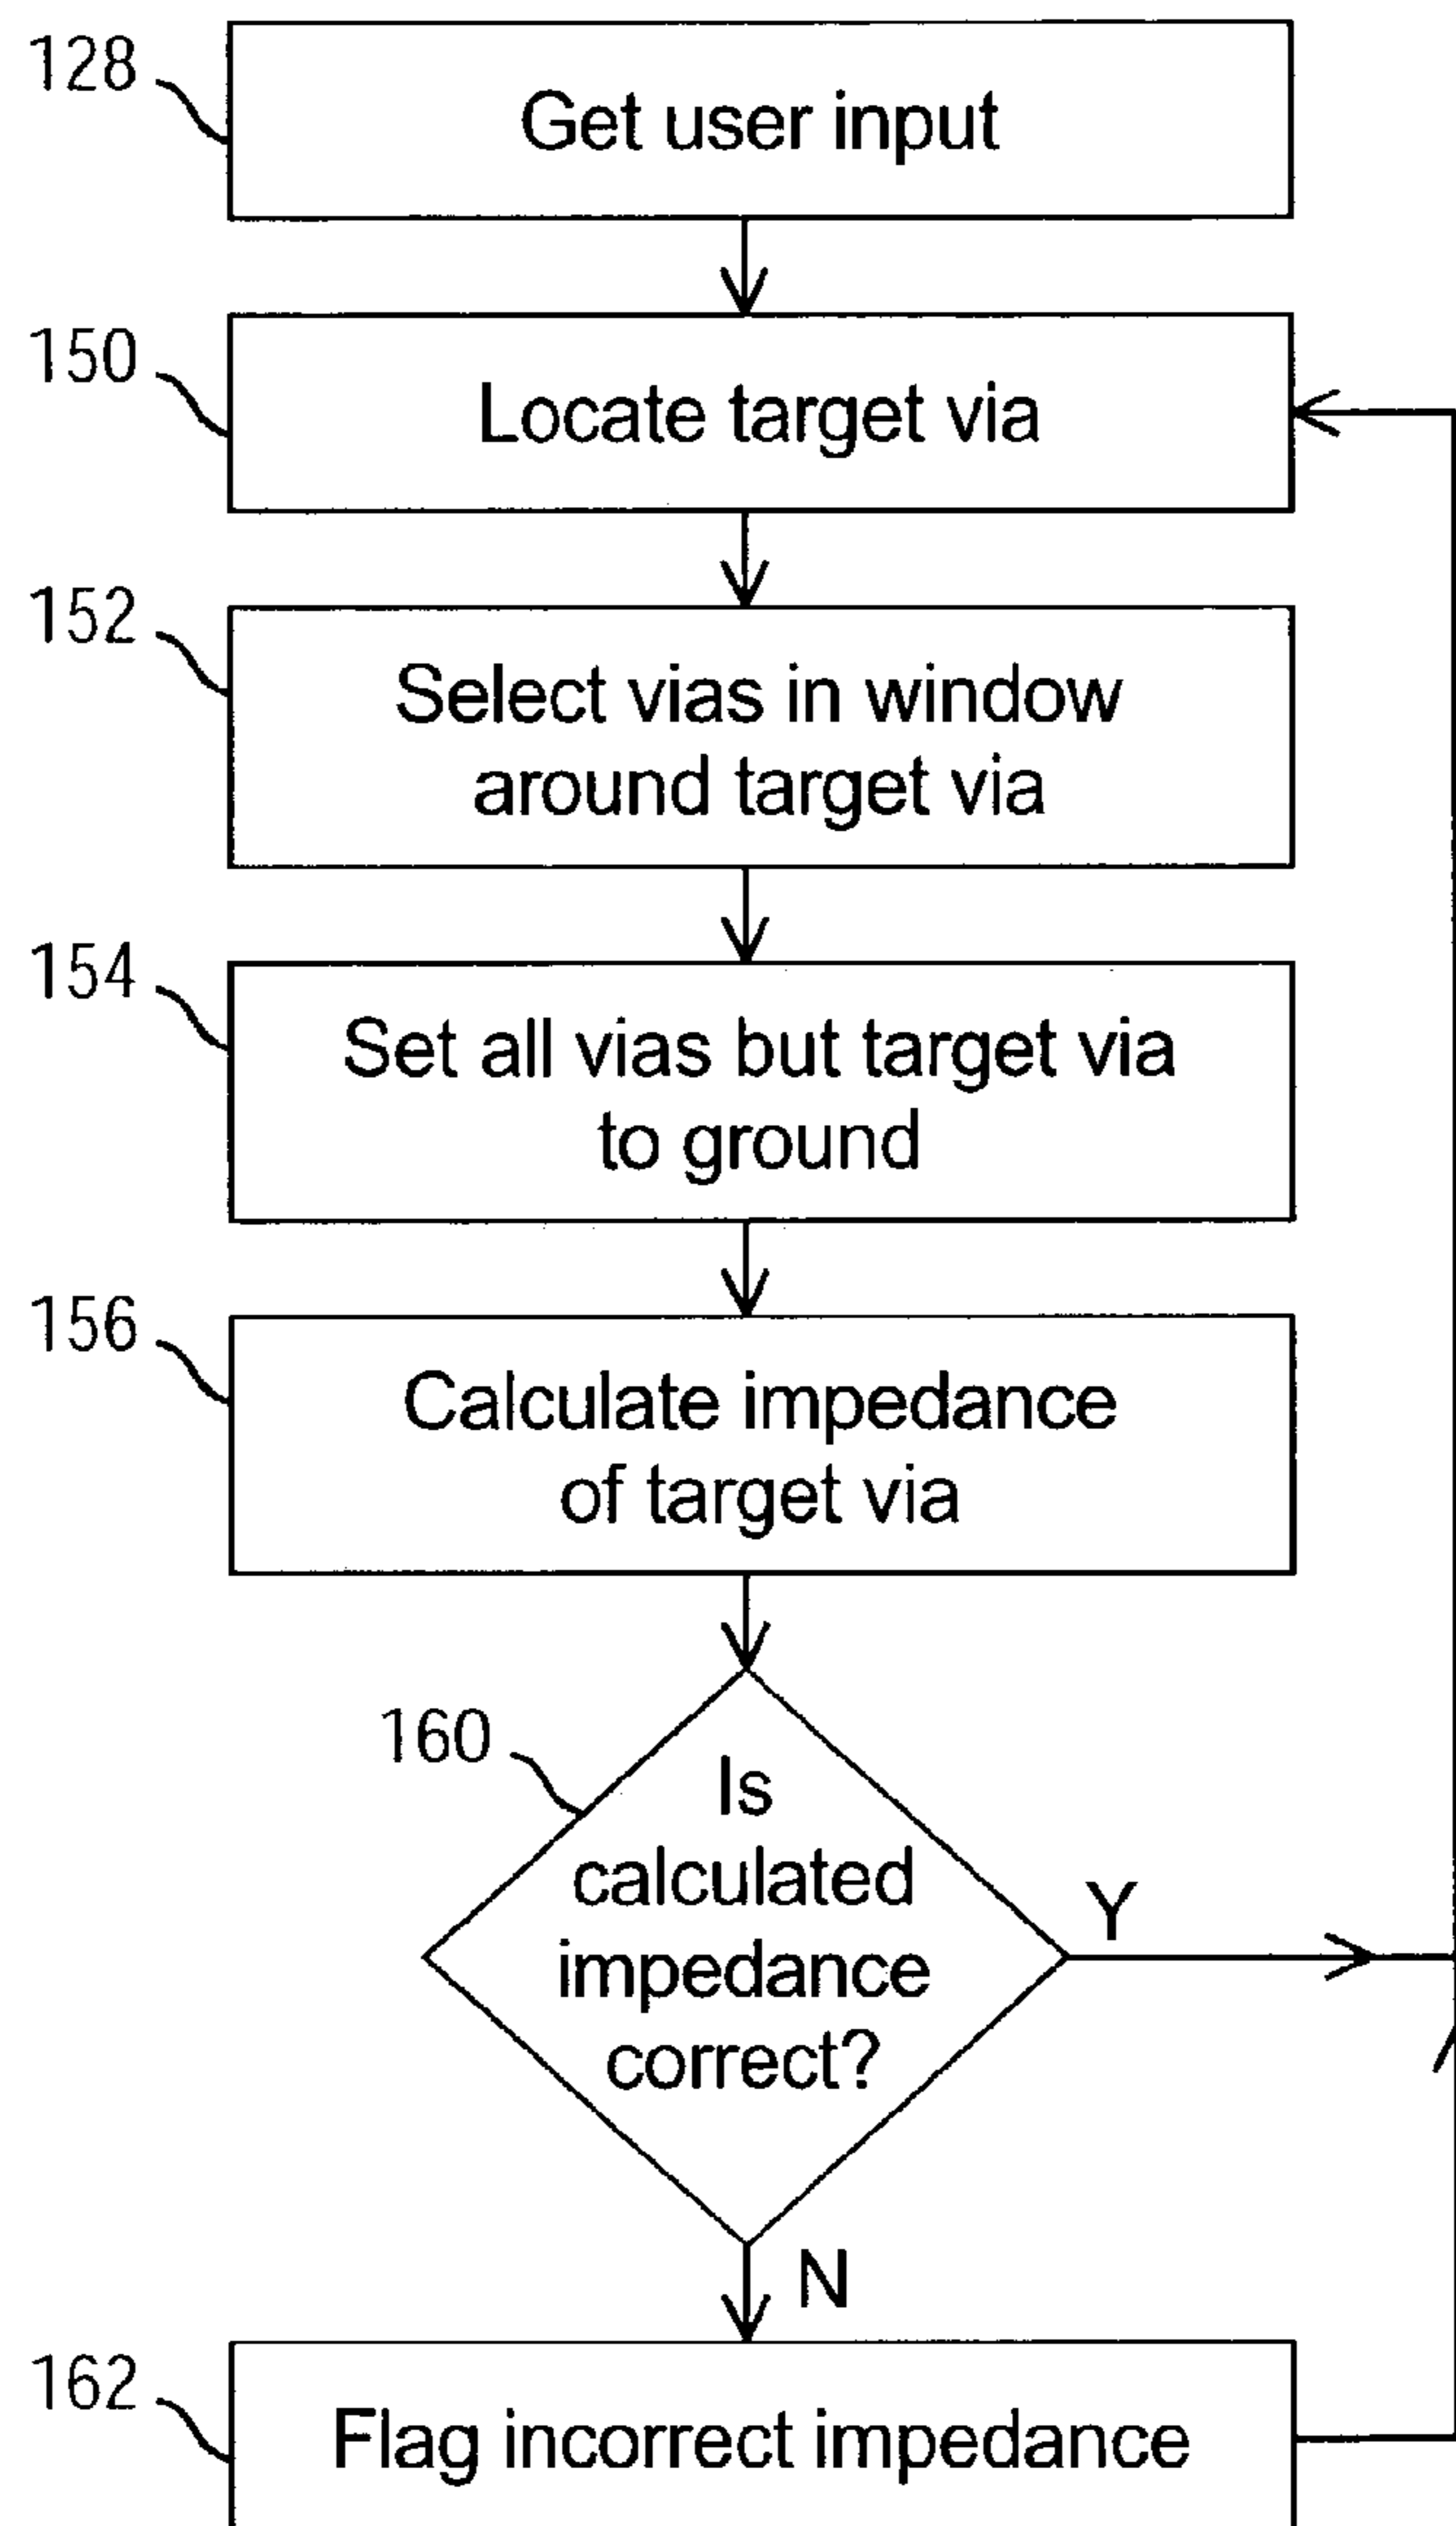 128
Get user input
150
Locate target via
152
Select vias in window
around target via
154
Set all vias but target via
to ground
156
Calculate impedance
of target via
160
Is
calculated
impedance
correct?
Y
N
162
Flag incorrect impedance